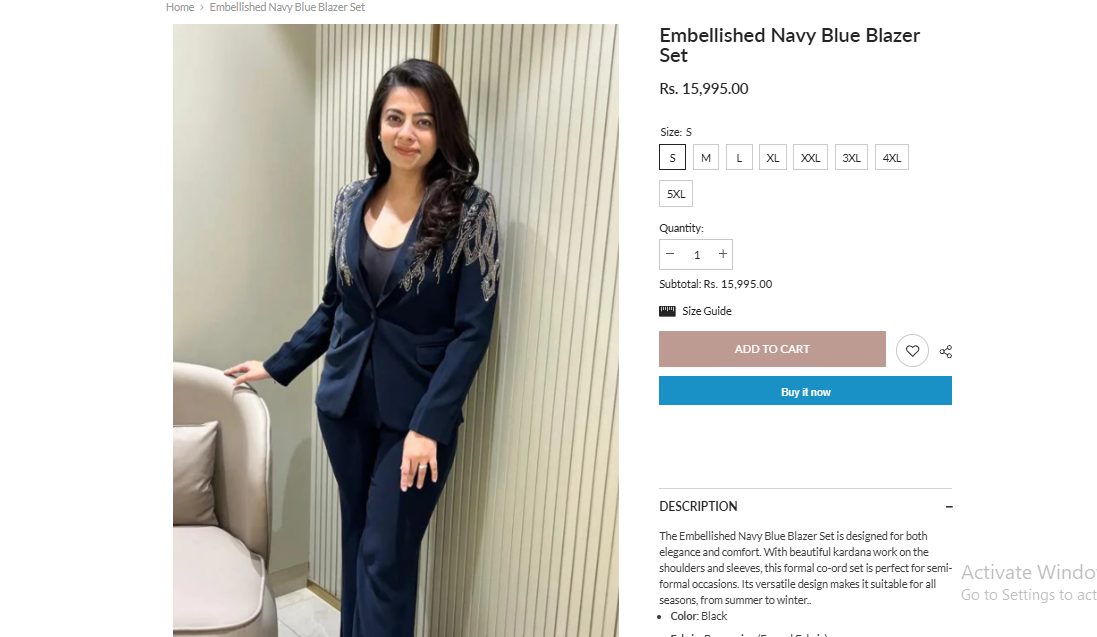 Home › Embellished Navy Blue Blazer Set
Embellished Navy Blue Blazer
Set
Rs. 15,995.00
Size: S
S M L XL XXL 3XL 4XL
5XL
Quantity:
− 1 +
Subtotal: Rs. 15,995.00
Size Guide
ADD TO CART
Buy it now
DESCRIPTION −
The Embellished Navy Blue Blazer Set is designed for both
elegance and comfort. With beautiful kardana work on the
shoulders and sleeves, this formal co-ord set is perfect for semi-
formal occasions. Its versatile design makes it suitable for all
seasons, from summer to winter..
• Color: Black
Activate Windo
Go to Settings to act